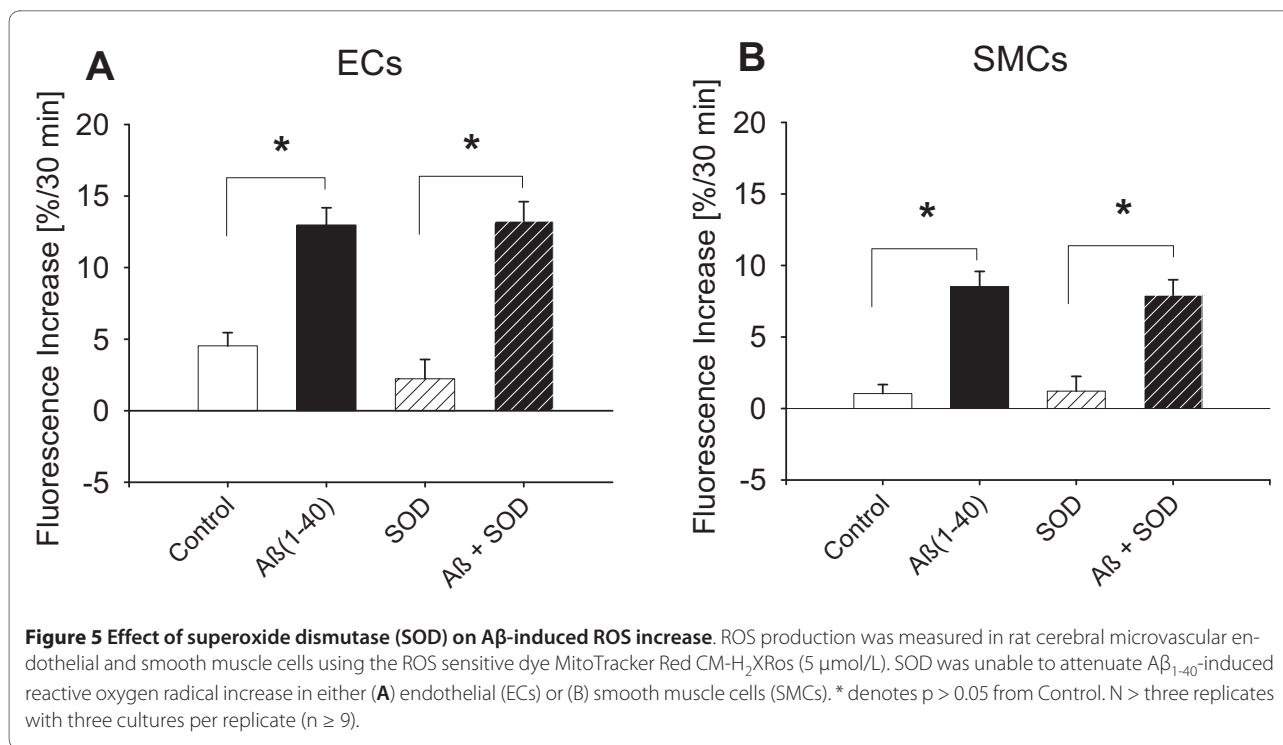 A
ECs
Fluorescence Increase [%/30 min]
20
15
10
5
0
-5
*
*
Control
Aß(1-40)
SOD
Aß + SOD
B
SMCs
Fluorescence Increase [%/30 min]
20
15
10
5
0
-5
*
*
Control
Aß(1-40)
SOD
Aß + SOD
Figure 5 Effect of superoxide dismutase (SOD) on Aβ-induced ROS increase. ROS production was measured in rat cerebral microvascular en-
dothelial and smooth muscle cells using the ROS sensitive dye MitoTracker Red CM-H₂XRos (5 μmol/L). SOD was unable to attenuate Aβ₁₋₄₀-induced
reactive oxygen radical increase in either (A) endothelial (ECs) or (B) smooth muscle cells (SMCs). * denotes p > 0.05 from Control. N > three replicates
with three cultures per replicate (n ≥ 9).